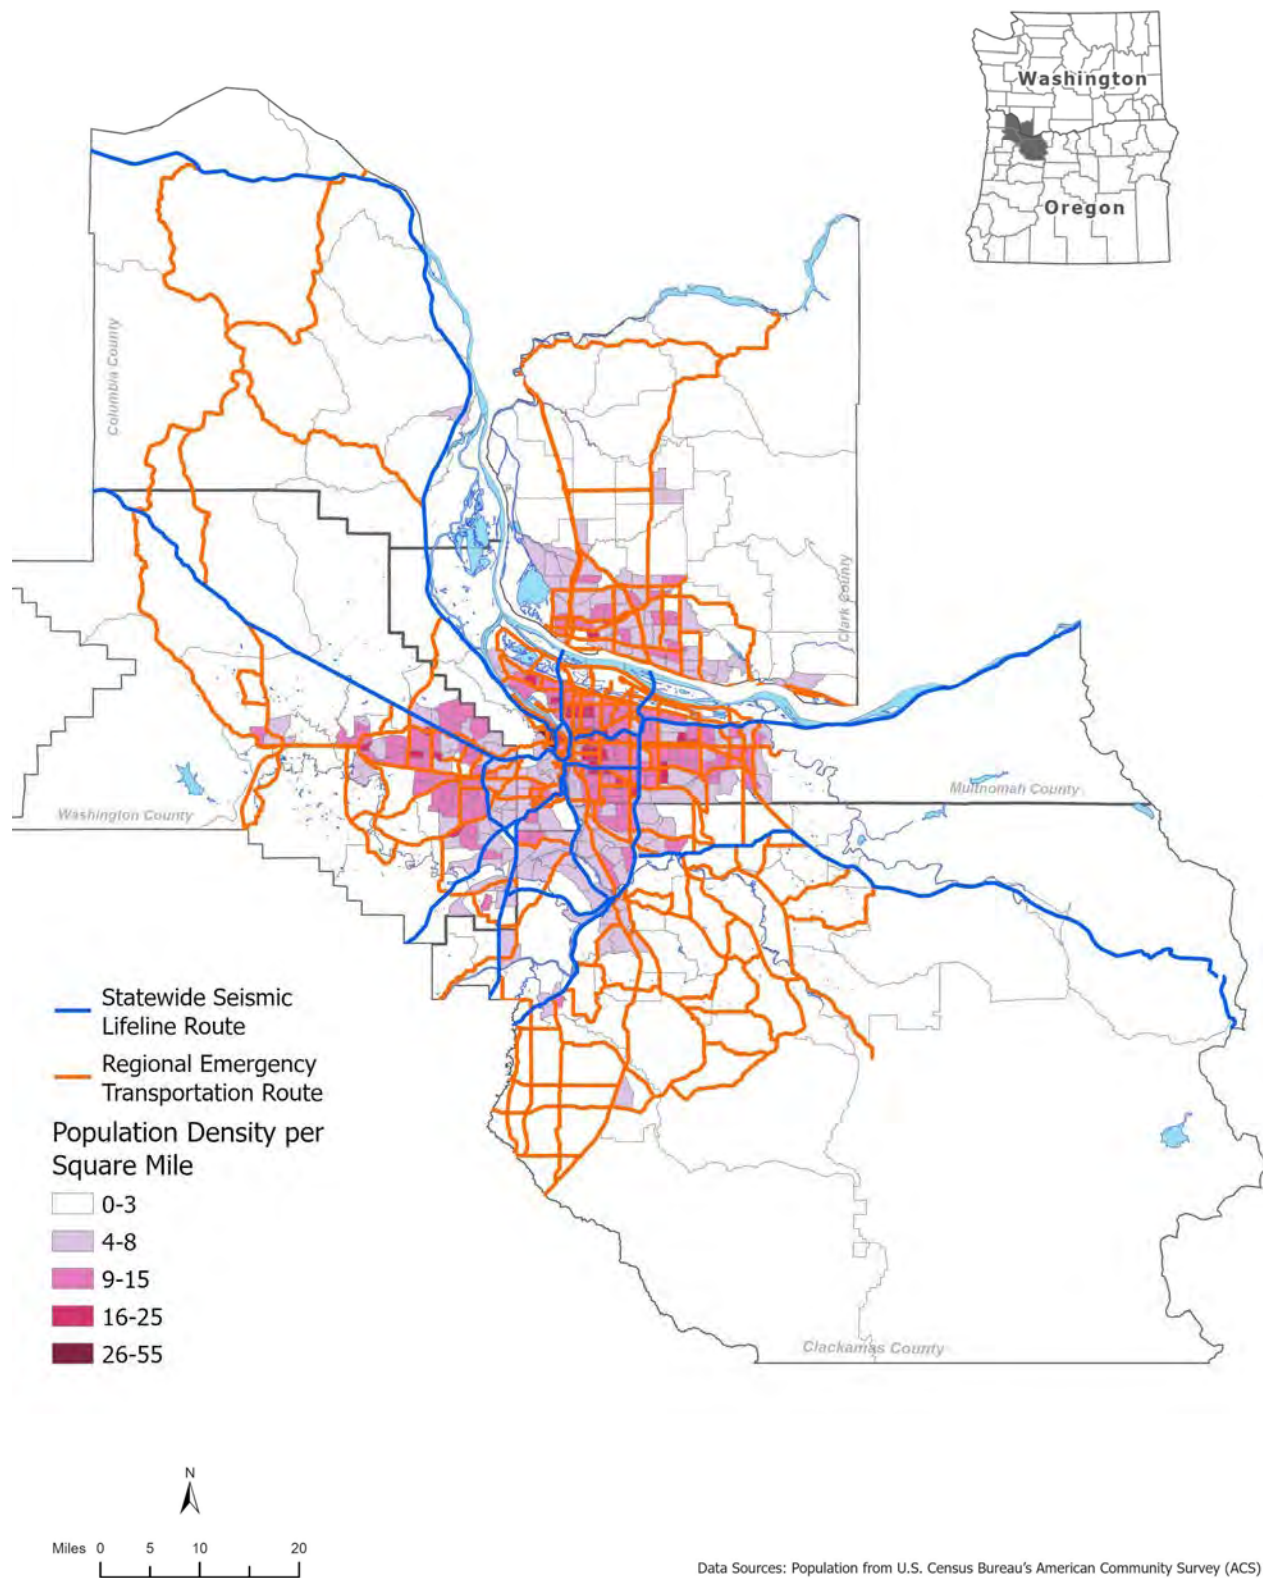 Washington
Oregon
Columbia County
Clark County
Multnomah County
Washington County
Statewide Seismic
Lifeline Route
Regional Emergency
Transportation Route
Population Density per
Square Mile
0-3
4-8
9-15
16-25
26-55
Clackamas County
N
Miles 0 5 10 20
Data Sources: Population from U.S. Census Bureau's American Community Survey (ACS)